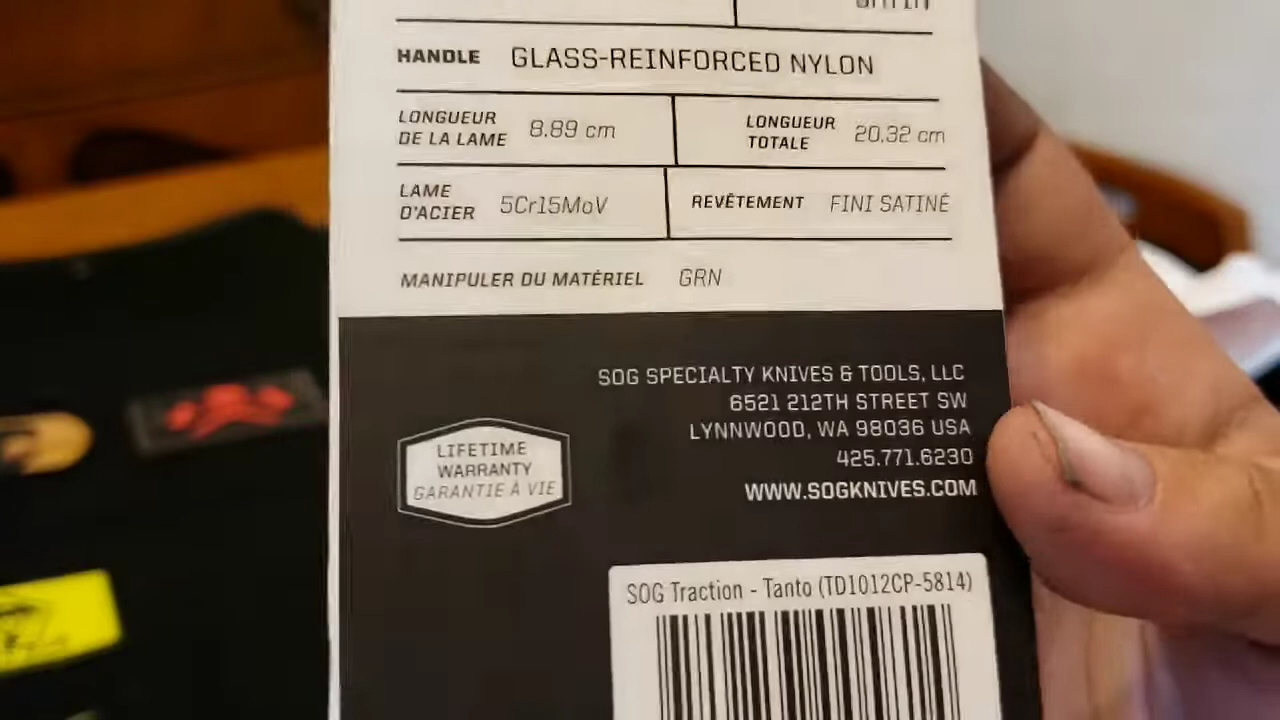 SATIN
HANDLE GLASS-REINFORCED NYLON
LONGUEUR DE LA LAME 8.89 cm LONGUEUR TOTALE 20.32 cm
LAME D'ACIER 5Cr15MoV REVÊTEMENT FINI SATINÉ
MANIPULER DU MATÉRIEL GRN
SOG SPECIALTY KNIVES & TOOLS, LLC
6521 212TH STREET SW
LYNNWOOD, WA 98036 USA
425.771.6230
WWW.SOGKNIVES.COM
LIFETIME
WARRANTY
GARANTIE À VIE
SOG Traction - Tanto (TD1012CP-5814)